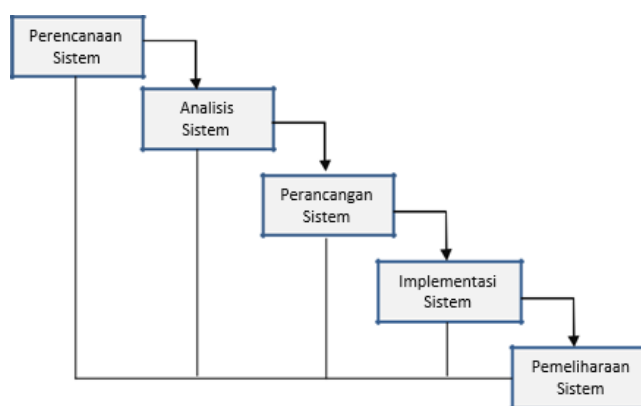 Perencanaan
Sistem
Analisis
Sistem
Perancangan
Sistem
Implementasi
Sistem
Pemeliharaan
Sistem